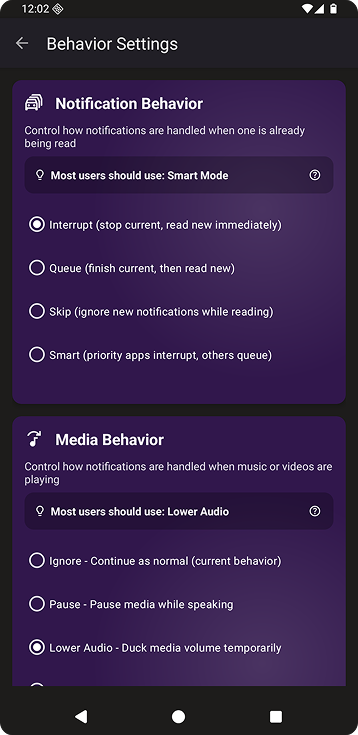 12:02
Behavior Settings
Notification Behavior
Control how notifications are handled when one is already
being read
Most users should use: Smart Mode
Interrupt (stop current, read new immediately)
Queue (finish current, then read new)
Skip (ignore new notifications while reading)
Smart (priority apps interrupt, others queue)
Media Behavior
Control how notifications are handled when music or videos are
playing
Most users should use: Lower Audio
Ignore - Continue as normal (current behavior)
Pause - Pause media while speaking
Lower Audio - Duck media volume temporarily